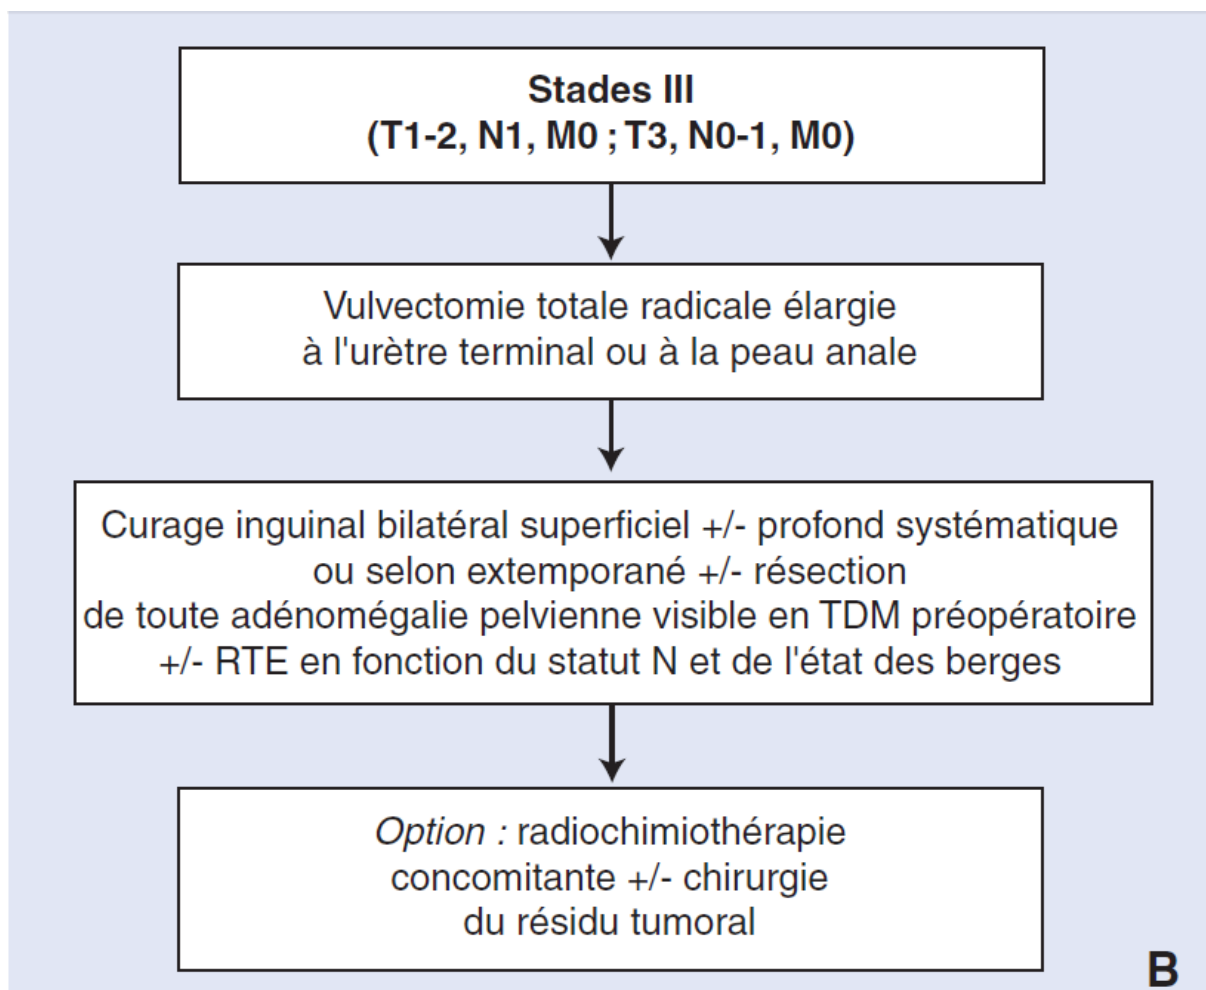 Stades III
(T1-2, N1, M0 ; T3, N0-1, M0)
Vulvectomie totale radicale élargie
à l'urètre terminal ou à la peau anale
Curage inguinal bilatéral superficiel +/- profond systématique
ou selon extemporané +/- résection
de toute adénomégalie pelvienne visible en TDM préopératoire
+/- RTE en fonction du statut N et de l'état des berges
Option : radiochimiothérapie
concomitante +/- chirurgie
du résidu tumoral
B